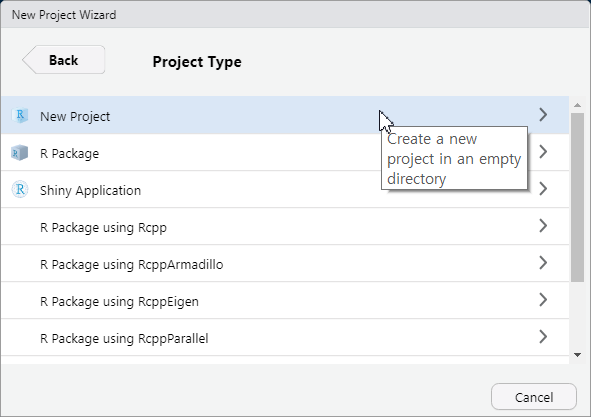 New Project Wizard
Back
Project Type
R New Project
R Package
R Shiny Application
R Package using Rcpp
R Package using RcppArmadillo
R Package using RcppEigen
R Package using RcppParallel
Create a new
project in an empty
directory
Cancel